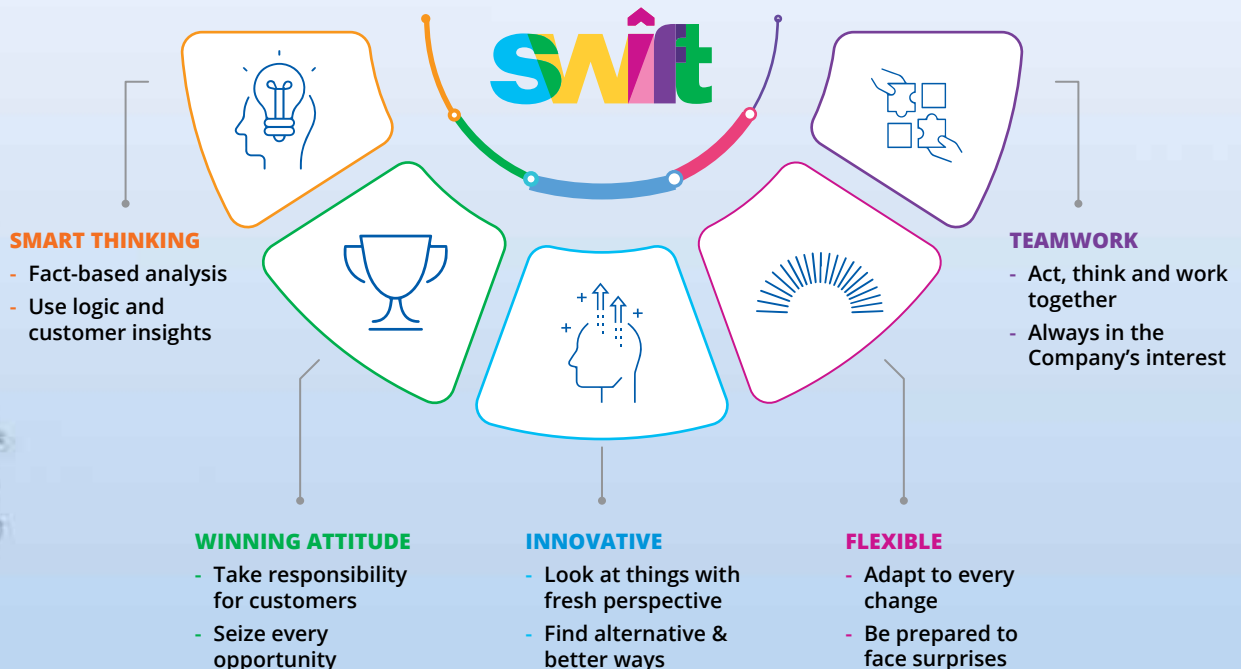 swift
SMART THINKING
- Fact-based analysis
- Use logic and
customer insights
WINNING ATTITUDE
- Take responsibility
for customers
- Seize every
opportunity
INNOVATIVE
- Look at things with
fresh perspective
- Find alternative &
better ways
FLEXIBLE
- Adapt to every
change
- Be prepared to
face surprises
TEAMWORK
- Act, think and work
together
- Always in the
Company’s interest